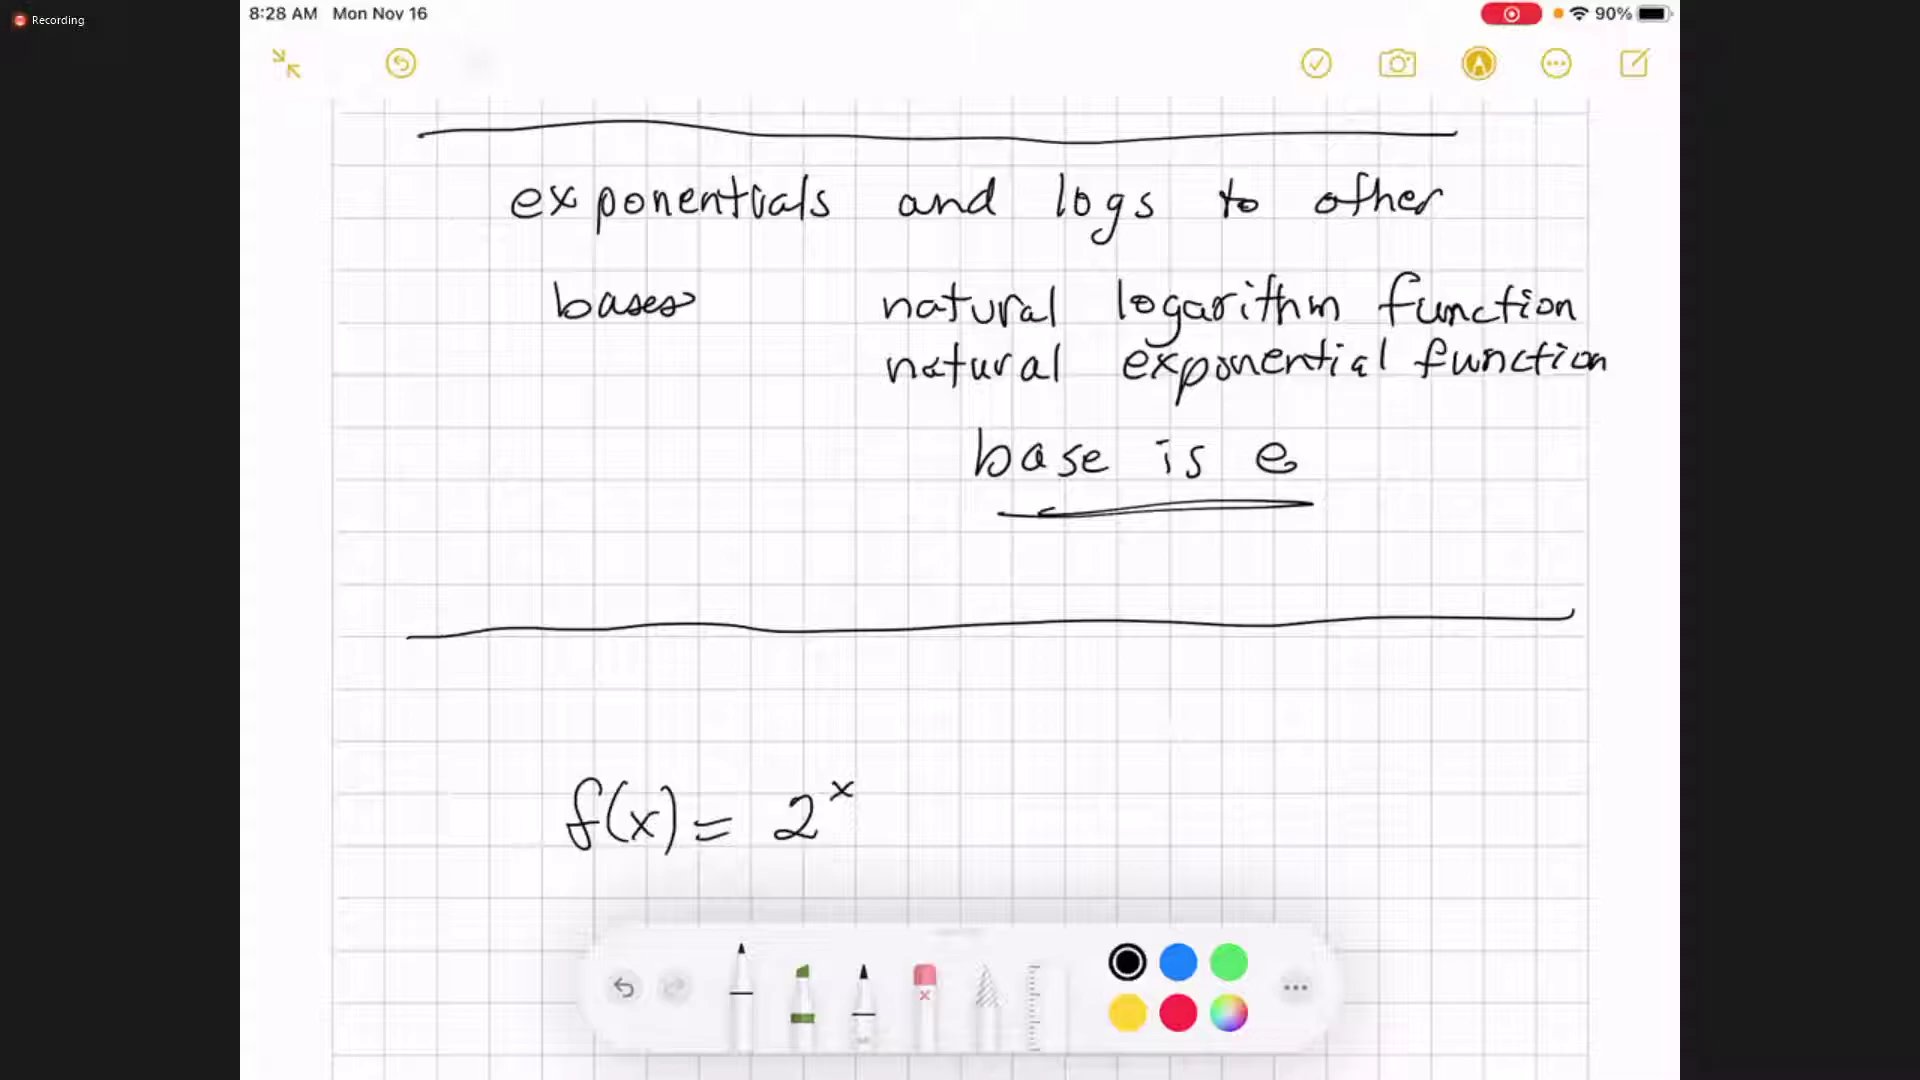 Recording
8:28 AM Mon Nov 16
90%
exponentials and logs to other
bases
natural logarithm function
natural exponential function
base is e
f(x) = 2^x